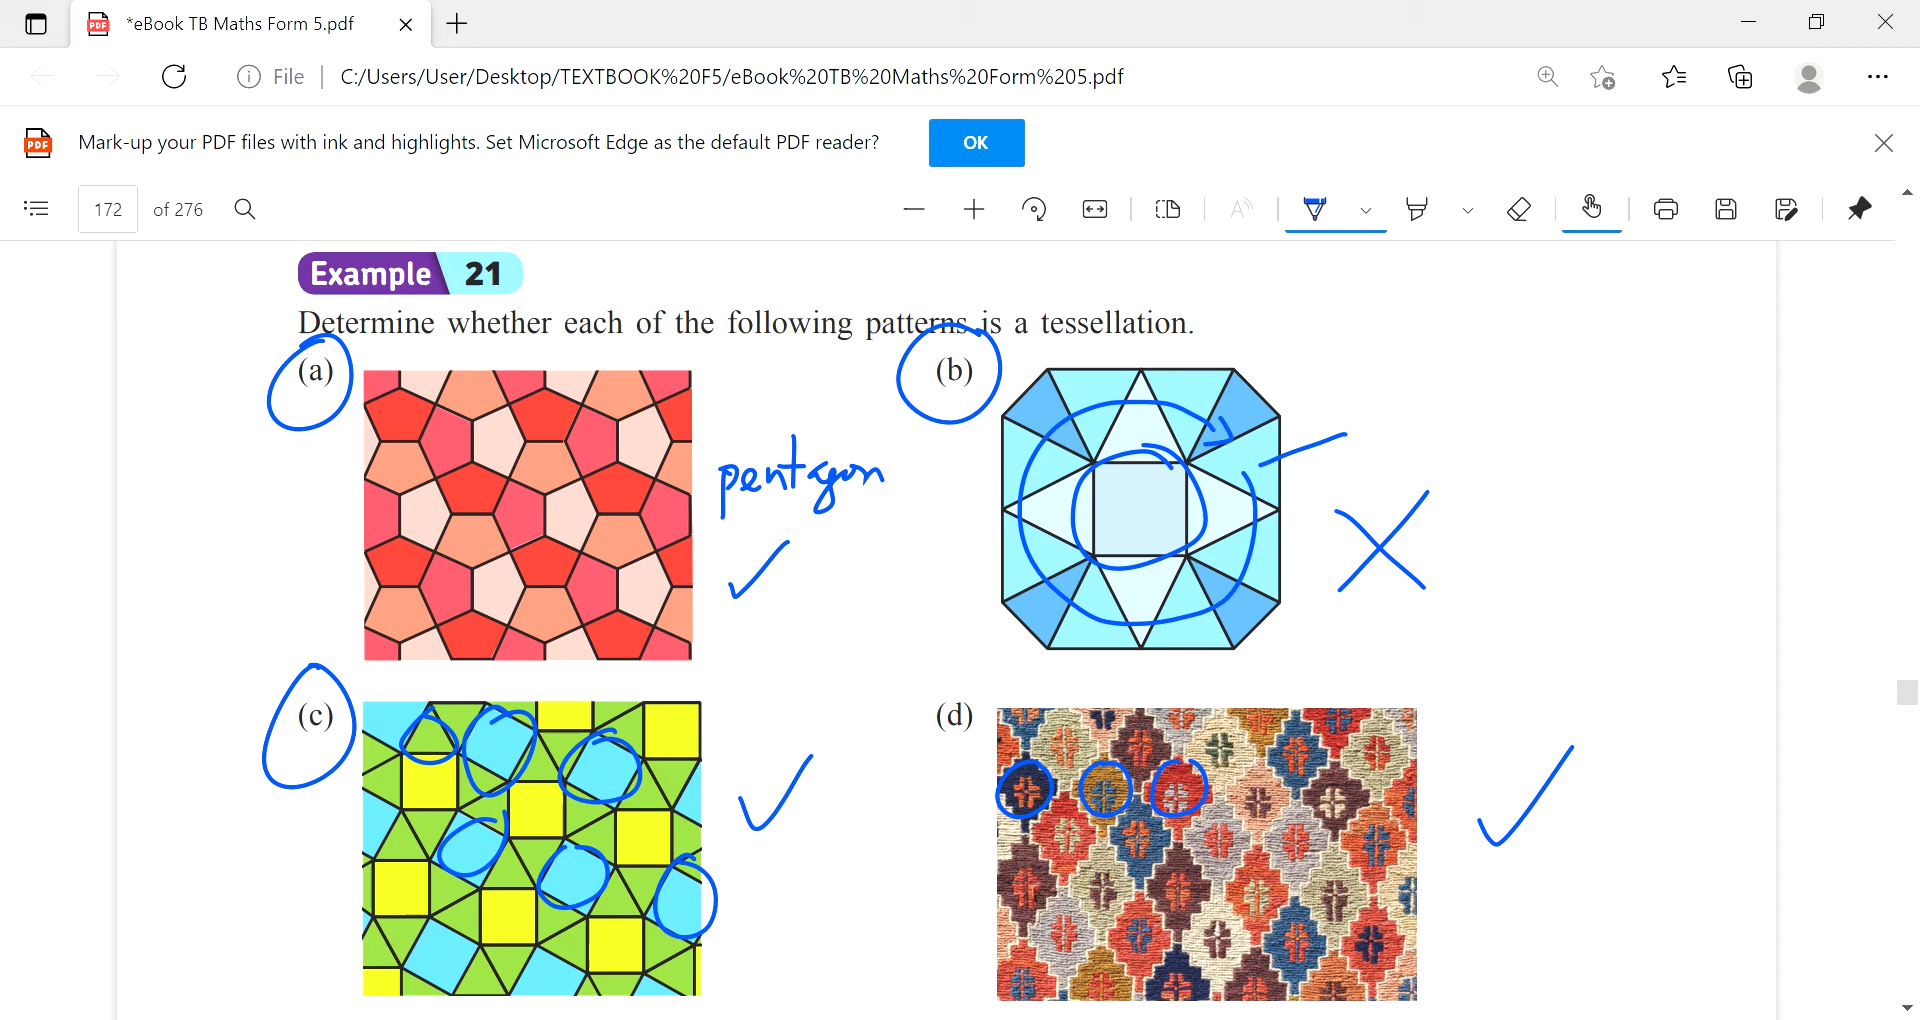 *eBook TB Maths Form 5.pdf
File
C:/Users/User/Desktop/TEXTBOOK%20F5/eBook%20TB%20Maths%20Form%205.pdf
Mark-up your PDF files with ink and highlights. Set Microsoft Edge as the default PDF reader?
OK
172 of 276
Example 21
Determine whether each of the following patterns is a tessellation.
(a)
pentagon
(b)
(c)
(d)